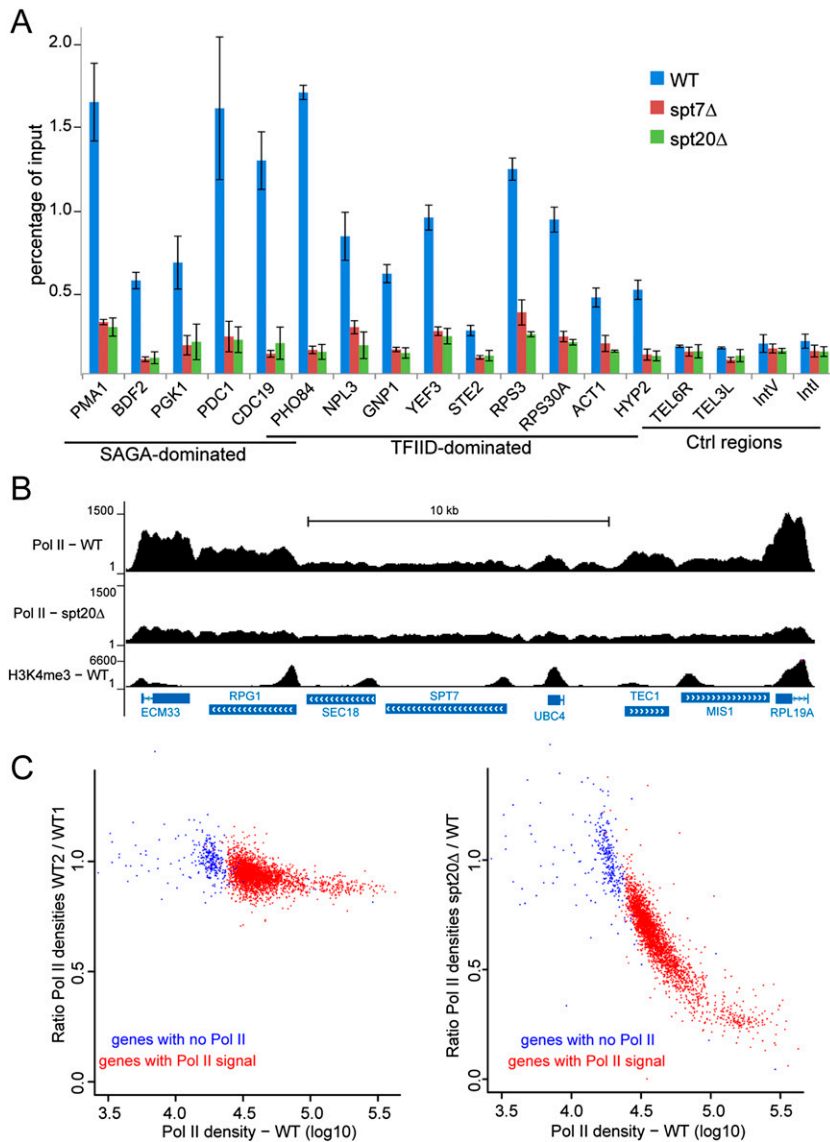 A
percentage of input
2.0
1.5
1.0
0.5
WT
spt7Δ
spt20Δ
PMA1
BDF2
PGK1
PDC1
CDC19
PHO84
NPL3
GNP1
YEF3
STE2
RPS3
RPS30A
ACT1
HYP2
TEL6R
TEL3L
IntV
IntI
SAGA-dominated
TFIID-dominated
Ctrl regions
B
10 kb
1500
Pol II – WT
1
1500
Pol II – spt20Δ
1
6600
H3K4me3 – WT
1
ECM33
RPG1
SEC18
SPT7
UBC4
TEC1
MIS1
RPL19A
C
Ratio Pol II densities WT2 / WT1
1.0
0.5
0.0
genes with no Pol II
genes with Pol II signal
3.5 4.0 4.5 5.0 5.5
Pol II density – WT (log10)
Ratio Pol II densities spt20Δ / WT
1.0
0.5
0.0
genes with no Pol II
genes with Pol II signal
3.5 4.0 4.5 5.0 5.5
Pol II density – WT (log10)